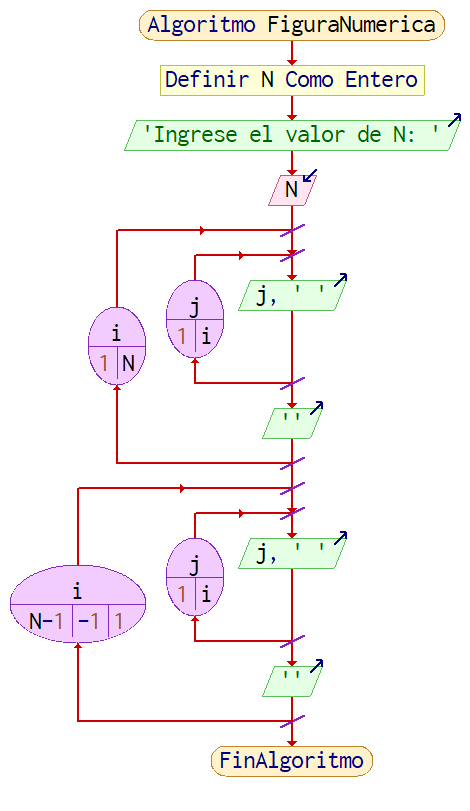 Algoritmo FiguraNumerica
Definir N Como Entero
'Ingrese el valor de N: '
N
i
1 N
j
1 i
j, ' '
''
i
N-1 -1 1
j
1 i
j, ' '
''
FinAlgoritmo